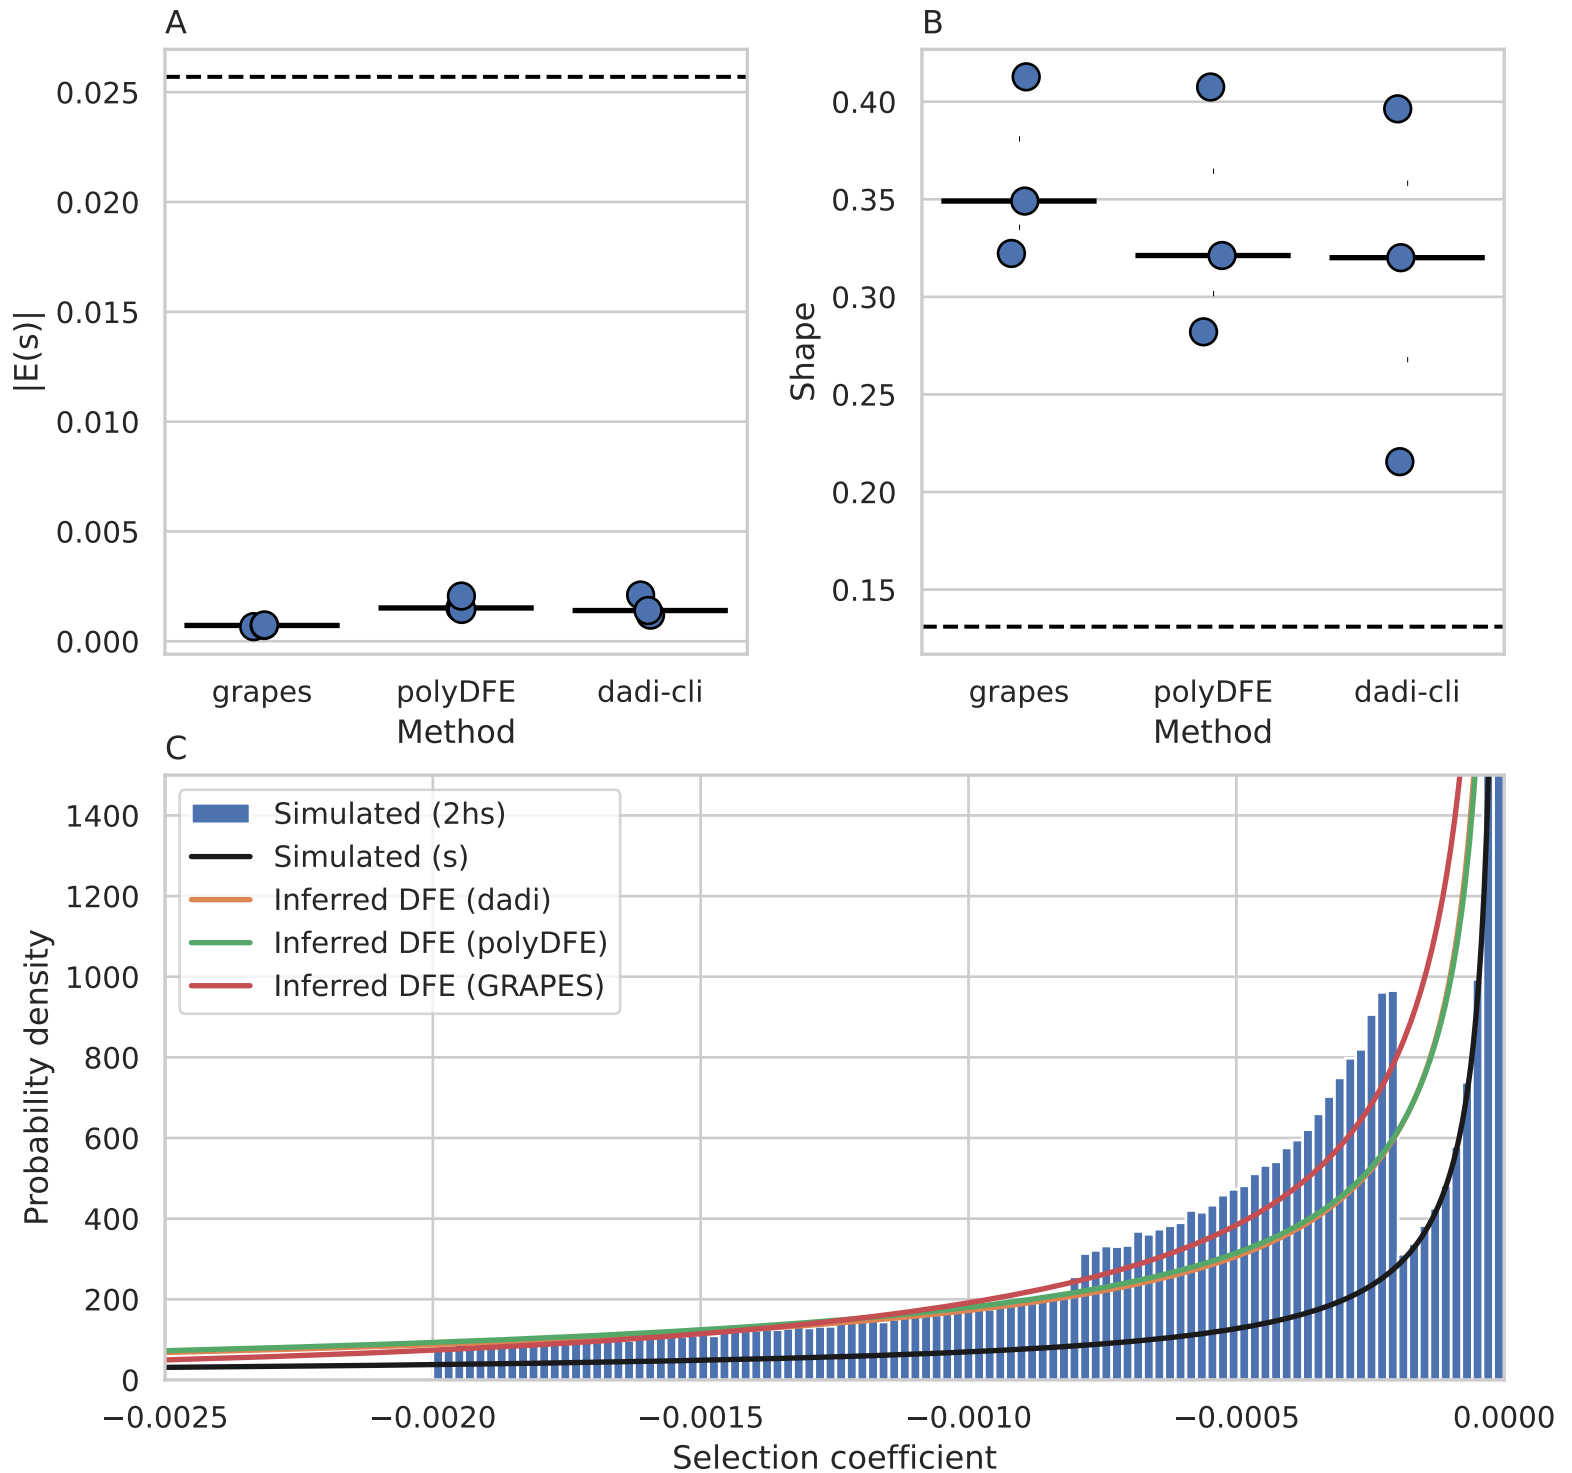 A
B
0.025
0.020
0.015
0.010
0.005
0.000
|E(s)|
grapes
polyDFE
dadi-cli
Method
0.40
0.35
0.30
0.25
0.20
0.15
Shape
grapes
polyDFE
dadi-cli
Method
C
1400
1200
1000
800
600
400
200
0
Probability density
Simulated (2hs)
Simulated (s)
Inferred DFE (dadi)
Inferred DFE (polyDFE)
Inferred DFE (GRAPES)
−0.0025
−0.0020
−0.0015
−0.0010
−0.0005
0.0000
Selection coefficient